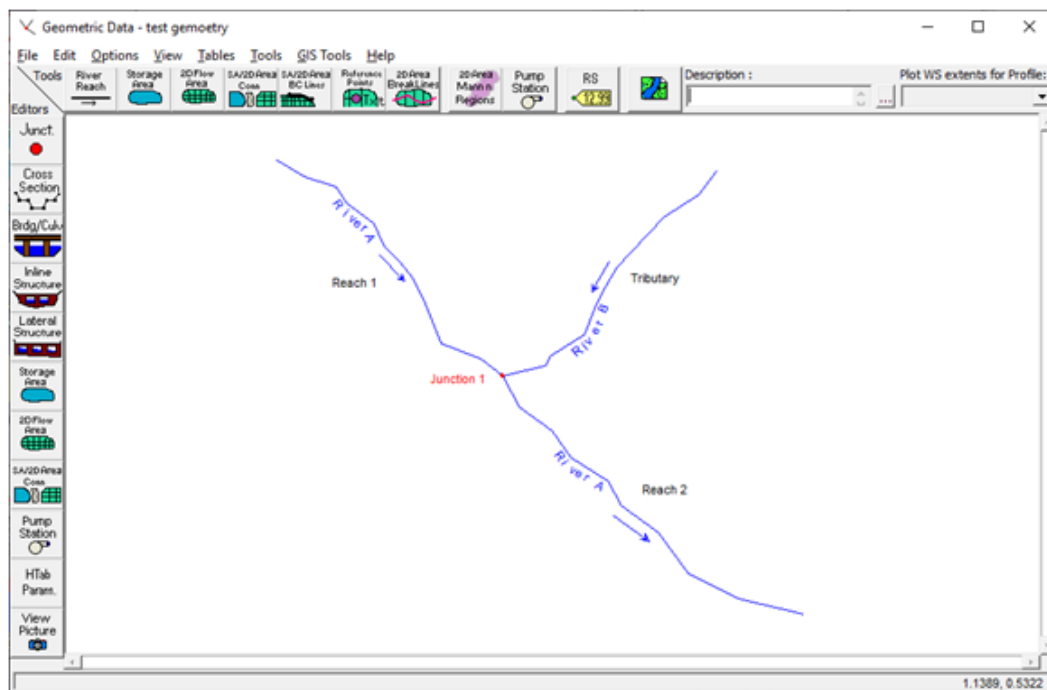 Geometric Data - test gemoetry
File Edit Options View Tables Tools GIS Tools Help
Tools
River
Reach
Storage
Area
2D Flow
Area
SA/2D Area
Conn
SA/2D Area
BC Lines
Reference
Points
2D Area
BreakLines
2D Area
Mann n
Regions
Pump
Station
RS
Description :
...
Plot WS extents for Profile:
Editors
Junct.
Cross
Section
Brdg/Culv
Inline
Structure
Lateral
Structure
Storage
Area
2D Flow
Area
SA/2D Area
Conn
Pump
Station
HTab
Param.
View
Picture
River A
Reach 1
Tributary
River B
Junction 1
River A
Reach 2
1.1389, 0.5322